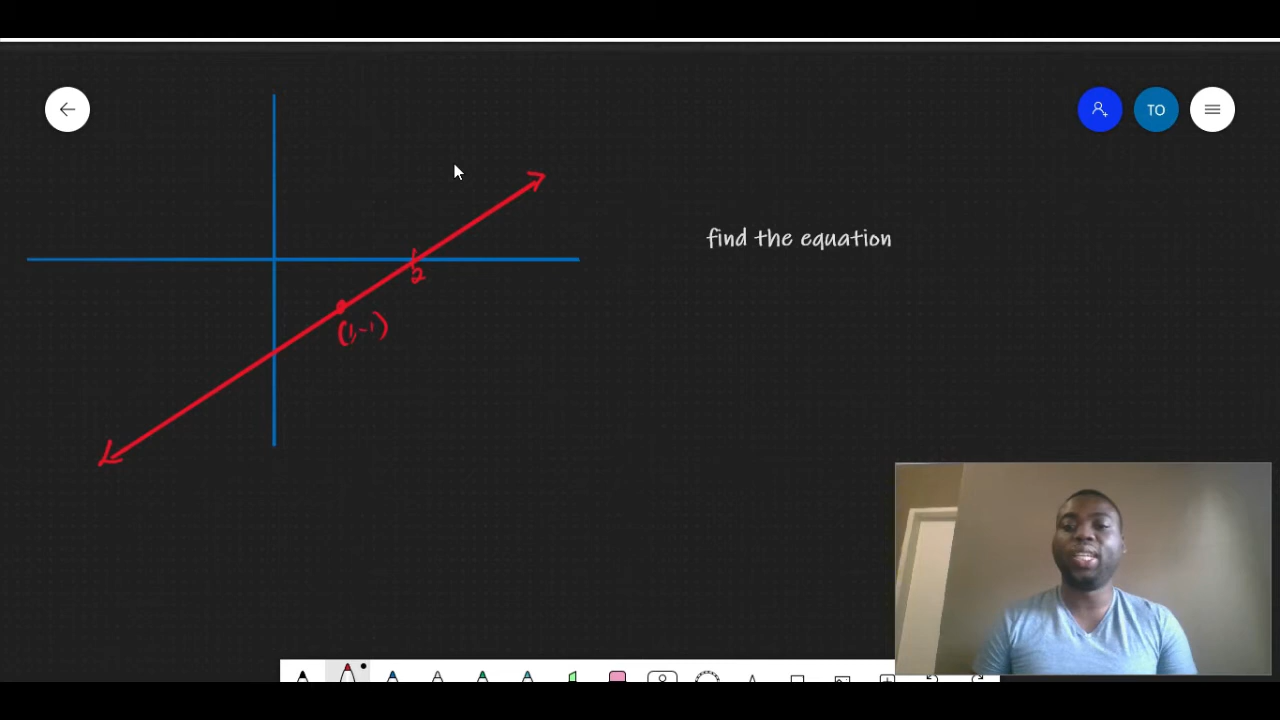 TO
find the equation
2
(1,-1)